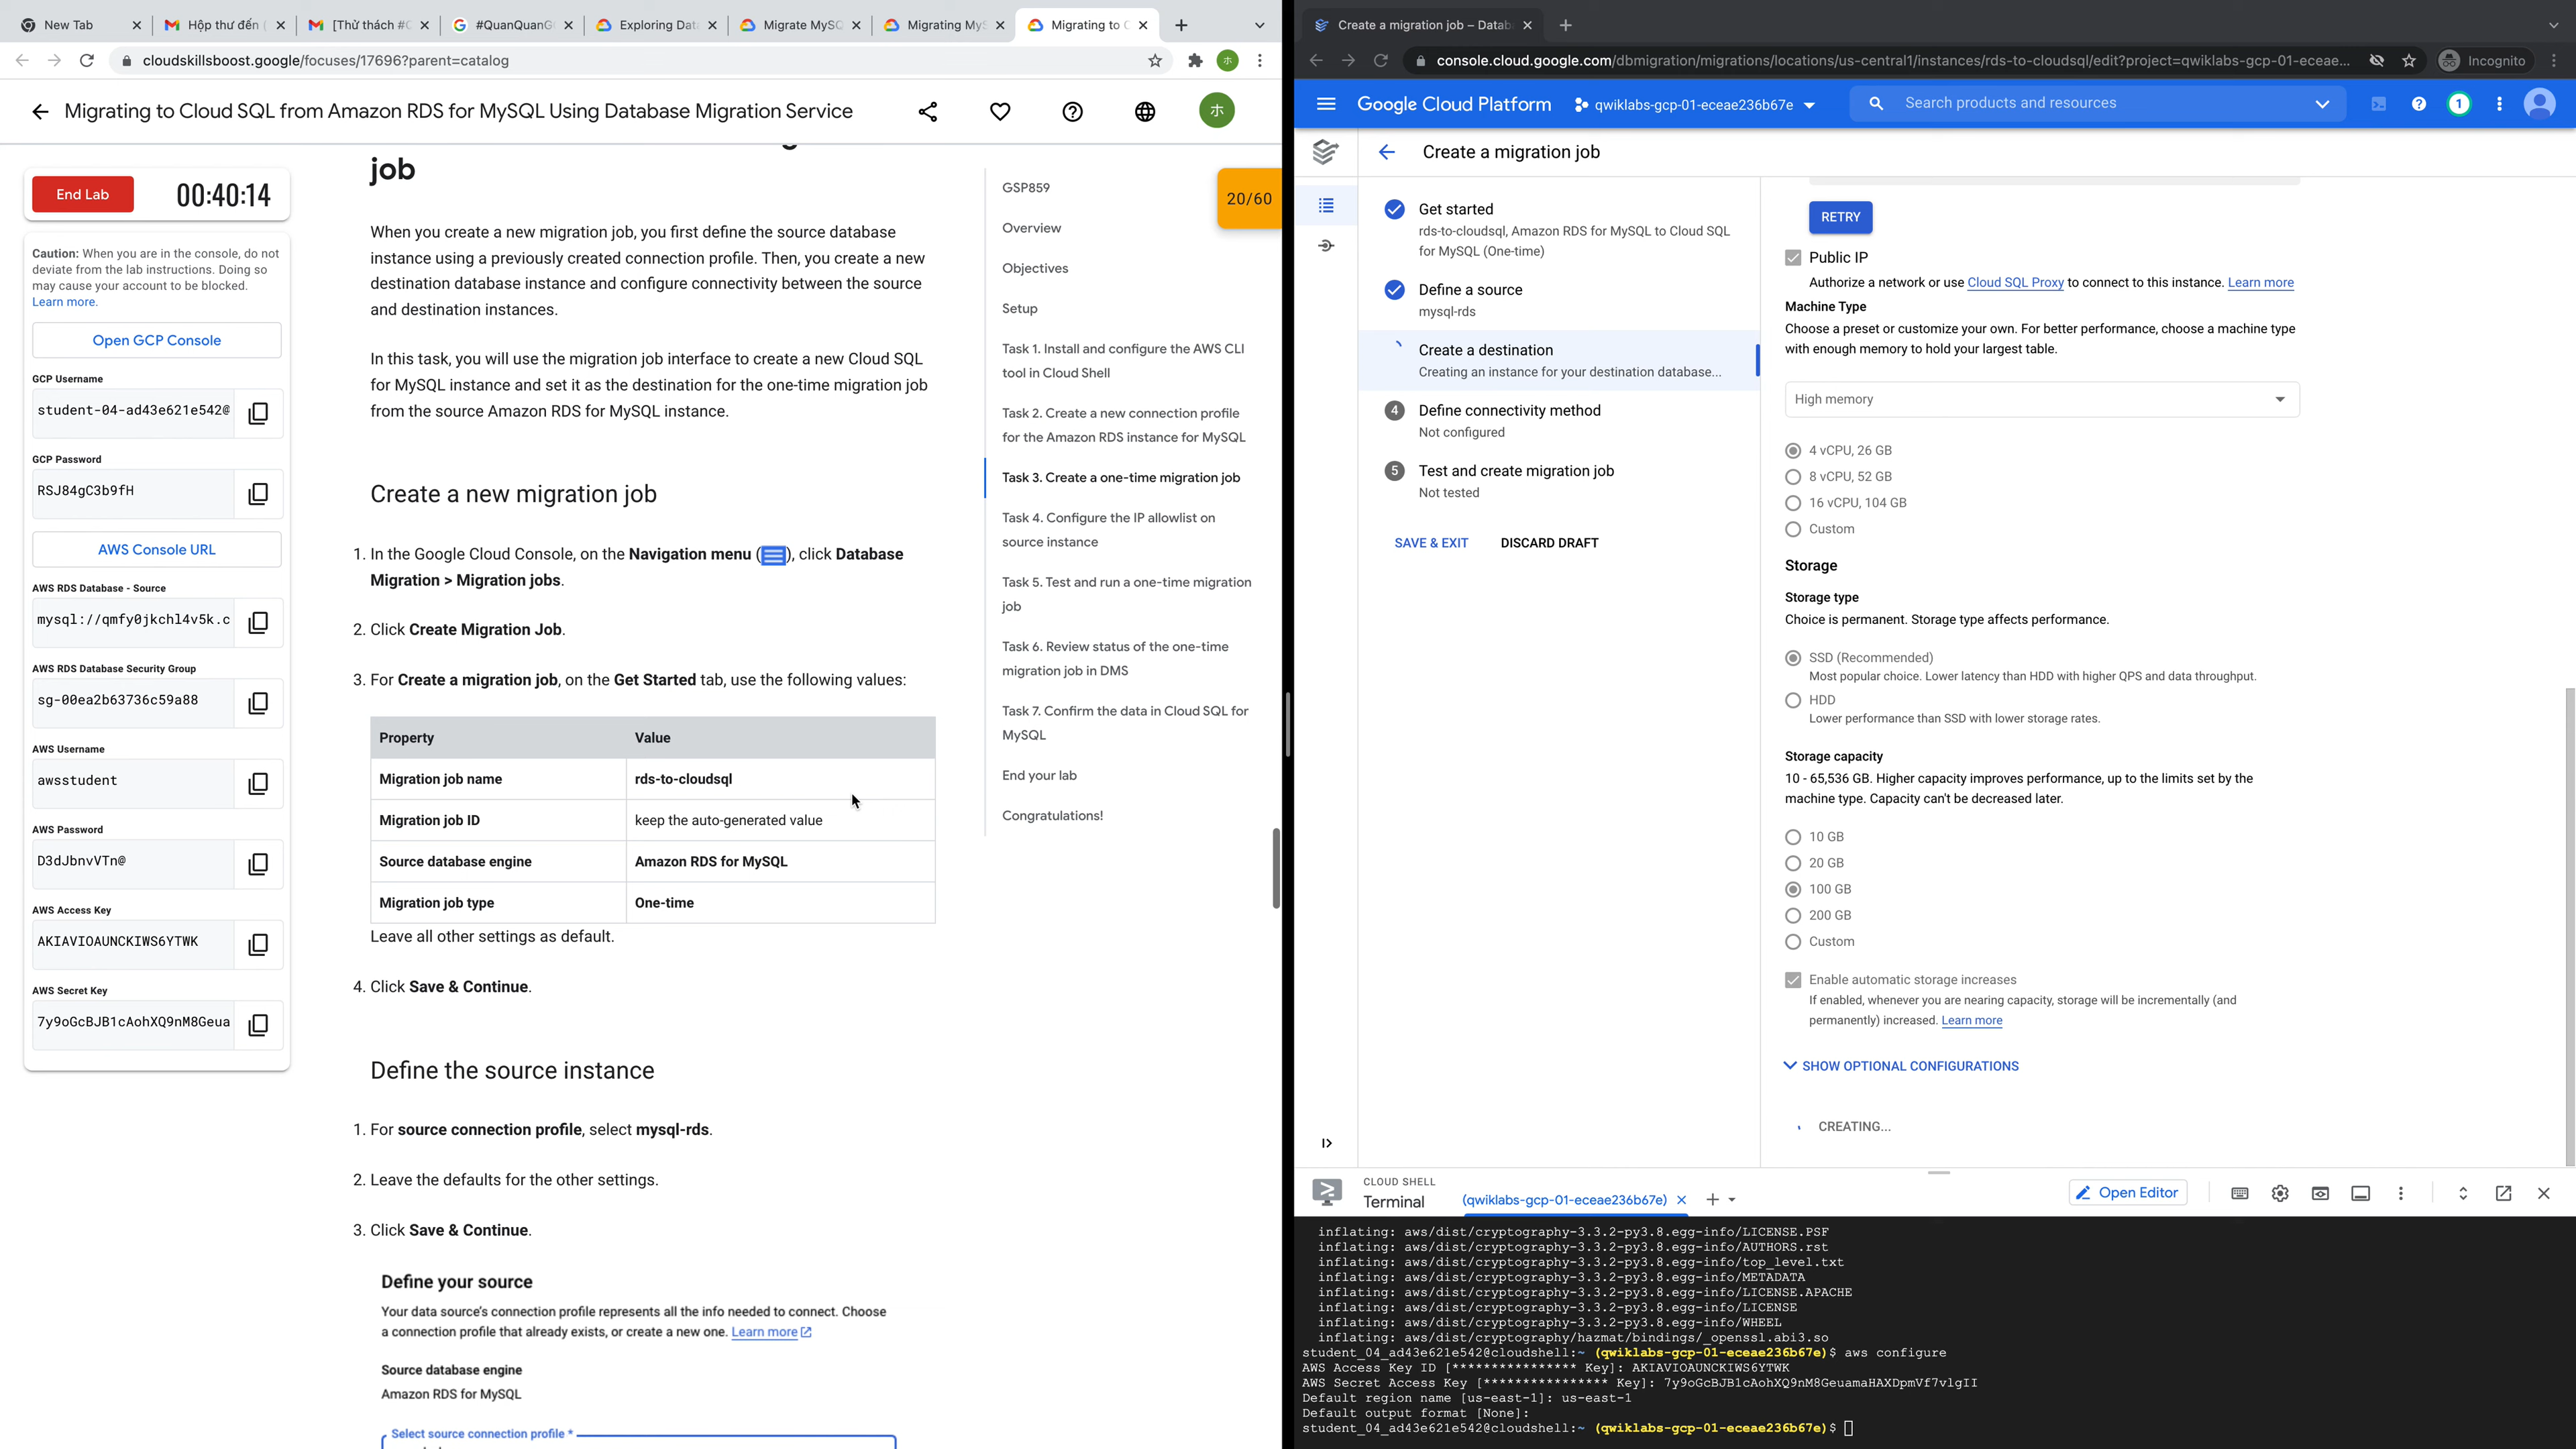 New Tab
Hộp thư đến (
[Thử thách #C
#QuanQuanG
Exploring Dat
Migrate MySQ
Migrating MyS
Migrating to C
cloudskillsboost.google/focuses/17696?parent=catalog
Migrating to Cloud SQL from Amazon RDS for MySQL Using Database Migration Service
ホ
End Lab
00:40:14
Caution: When you are in the console, do not
deviate from the lab instructions. Doing so
may cause your account to be blocked.
Learn more.
Open GCP Console
GCP Username
student-04-ad43e621e542@
GCP Password
RSJ84gC3b9fH
AWS Console URL
AWS RDS Database - Source
mysql://qmfy0jkchl4v5k.c
AWS RDS Database Security Group
sg-00ea2b63736c59a88
AWS Username
awsstudent
AWS Password
D3dJbnvVTn@
AWS Access Key
AKIAVIOAUNCKIWS6YTWK
AWS Secret Key
7y9oGcBJB1cAohXQ9nM8Geua
job
When you create a new migration job, you first define the source database
instance using a previously created connection profile. Then, you create a new
destination database instance and configure connectivity between the source
and destination instances.
In this task, you will use the migration job interface to create a new Cloud SQL
for MySQL instance and set it as the destination for the one-time migration job
from the source Amazon RDS for MySQL instance.
Create a new migration job
1. In the Google Cloud Console, on the Navigation menu ( ), click Database
Migration > Migration jobs.
2. Click Create Migration Job.
3. For Create a migration job, on the Get Started tab, use the following values:
Property Value
Migration job name rds-to-cloudsql
Migration job ID keep the auto-generated value
Source database engine Amazon RDS for MySQL
Migration job type One-time
Leave all other settings as default.
4. Click Save & Continue.
Define the source instance
1. For source connection profile, select mysql-rds.
2. Leave the defaults for the other settings.
3. Click Save & Continue.
Define your source
Your data source's connection profile represents all the info needed to connect. Choose
a connection profile that already exists, or create a new one. Learn more
Source database engine
Amazon RDS for MySQL
Select source connection profile *
GSP859
Overview
Objectives
Setup
Task 1. Install and configure the AWS CLI
tool in Cloud Shell
Task 2. Create a new connection profile
for the Amazon RDS instance for MySQL
Task 3. Create a one-time migration job
Task 4. Configure the IP allowlist on
source instance
Task 5. Test and run a one-time migration
job
Task 6. Review status of the one-time
migration job in DMS
Task 7. Confirm the data in Cloud SQL for
MySQL
End your lab
Congratulations!
20/60
Create a migration job – Datab
console.cloud.google.com/dbmigration/migrations/locations/us-central1/instances/rds-to-cloudsql/edit?project=qwiklabs-gcp-01-eceae...
Incognito
Google Cloud Platform
qwiklabs-gcp-01-eceae236b67e
Search products and resources
1
Create a migration job
Get started
rds-to-cloudsql, Amazon RDS for MySQL to Cloud SQL
for MySQL (One-time)
Define a source
mysql-rds
Create a destination
Creating an instance for your destination database...
4 Define connectivity method
Not configured
5 Test and create migration job
Not tested
SAVE & EXIT
DISCARD DRAFT
RETRY
Public IP
Authorize a network or use Cloud SQL Proxy to connect to this instance. Learn more
Machine Type
Choose a preset or customize your own. For better performance, choose a machine type
with enough memory to hold your largest table.
High memory
4 vCPU, 26 GB
8 vCPU, 52 GB
16 vCPU, 104 GB
Custom
Storage
Storage type
Choice is permanent. Storage type affects performance.
SSD (Recommended)
Most popular choice. Lower latency than HDD with higher QPS and data throughput.
HDD
Lower performance than SSD with lower storage rates.
Storage capacity
10 - 65,536 GB. Higher capacity improves performance, up to the limits set by the
machine type. Capacity can't be decreased later.
10 GB
20 GB
100 GB
200 GB
Custom
Enable automatic storage increases
If enabled, whenever you are nearing capacity, storage will be incrementally (and
permanently) increased. Learn more
SHOW OPTIONAL CONFIGURATIONS
CREATING...
CLOUD SHELL
Terminal
(qwiklabs-gcp-01-eceae236b67e)
Open Editor
inflating: aws/dist/cryptography-3.3.2-py3.8.egg-info/LICENSE.PSF
inflating: aws/dist/cryptography-3.3.2-py3.8.egg-info/AUTHORS.rst
inflating: aws/dist/cryptography-3.3.2-py3.8.egg-info/top_level.txt
inflating: aws/dist/cryptography-3.3.2-py3.8.egg-info/METADATA
inflating: aws/dist/cryptography-3.3.2-py3.8.egg-info/LICENSE.APACHE
inflating: aws/dist/cryptography-3.3.2-py3.8.egg-info/LICENSE
inflating: aws/dist/cryptography-3.3.2-py3.8.egg-info/WHEEL
inflating: aws/dist/cryptography/hazmat/bindings/_openssl.abi3.so
student_04_ad43e621e542@cloudshell:~ (qwiklabs-gcp-01-eceae236b67e)$ aws configure
AWS Access Key ID [**************** Key]: AKIAVIOAUNCKIWS6YTWK
AWS Secret Access Key [**************** Key]: 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
Default region name [us-east-1]: us-east-1
Default output format [None]:
student_04_ad43e621e542@cloudshell:~ (qwiklabs-gcp-01-eceae236b67e)$